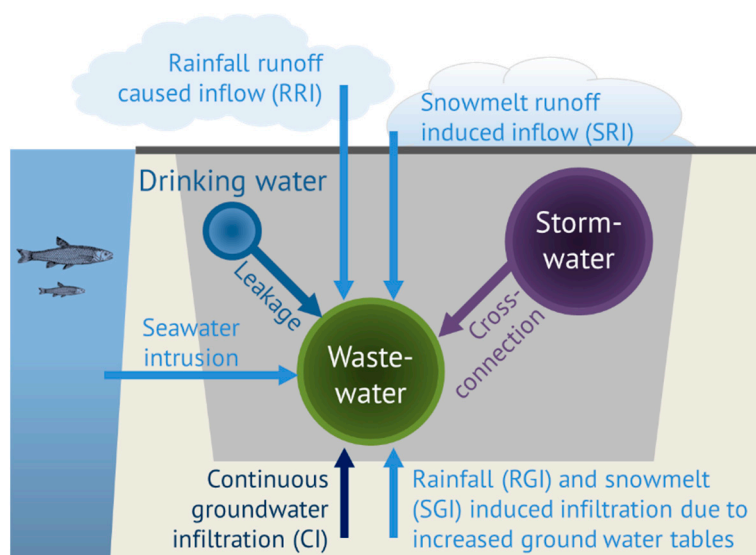 Rainfall runoff
caused inflow (RRI)
Snowmelt runoff
induced inflow (SRI)
Drinking water
Storm-
water
Leakage
Cross-
connection
Seawater
intrusion
Waste-
water
Continuous
groundwater
infiltration (CI)
Rainfall (RGI) and snowmelt
(SGI) induced infiltration due to
increased ground water tables